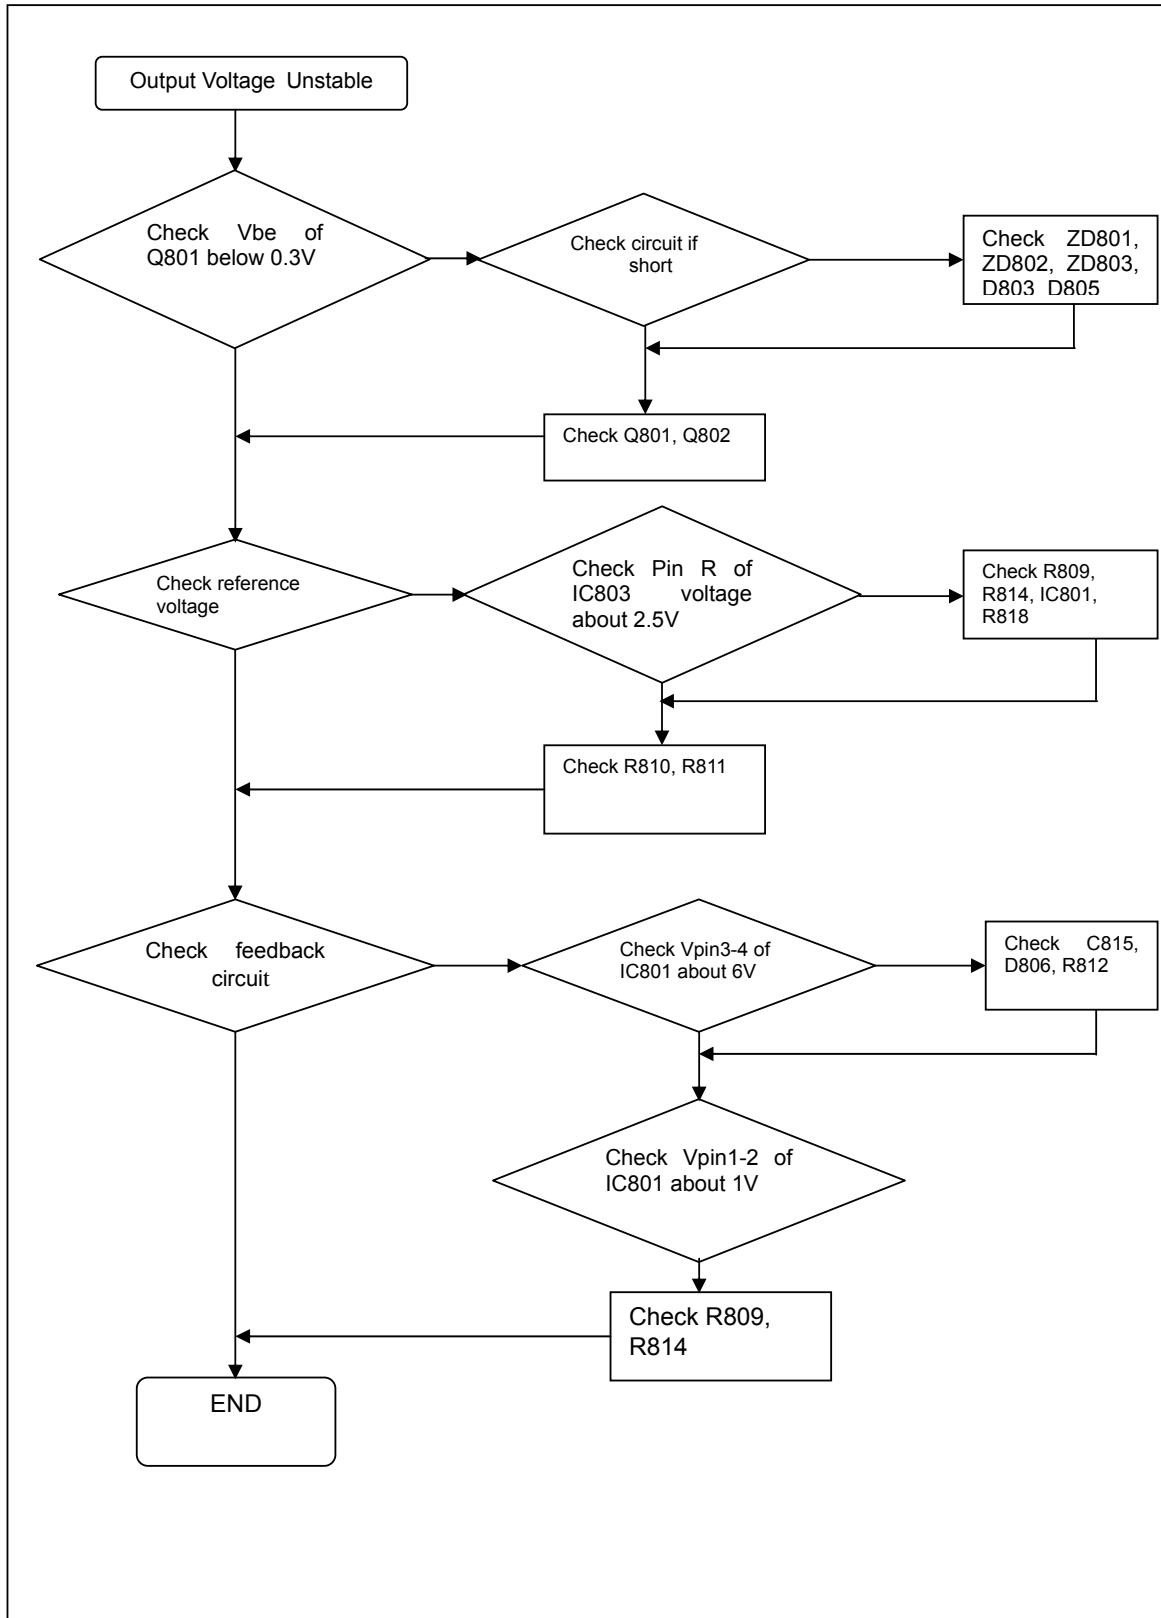 Output Voltage Unstable
Check Vbe of
Q801 below 0.3V
Check circuit if
short
Check ZD801,
ZD802, ZD803,
D803 D805
Check Q801, Q802
Check reference
voltage
Check Pin R of
IC803 voltage
about 2.5V
Check R809,
R814, IC801,
R818
Check R810, R811
Check feedback
circuit
Check Vpin3-4 of
IC801 about 6V
Check C815,
D806, R812
Check Vpin1-2 of
IC801 about 1V
Check R809,
R814
END